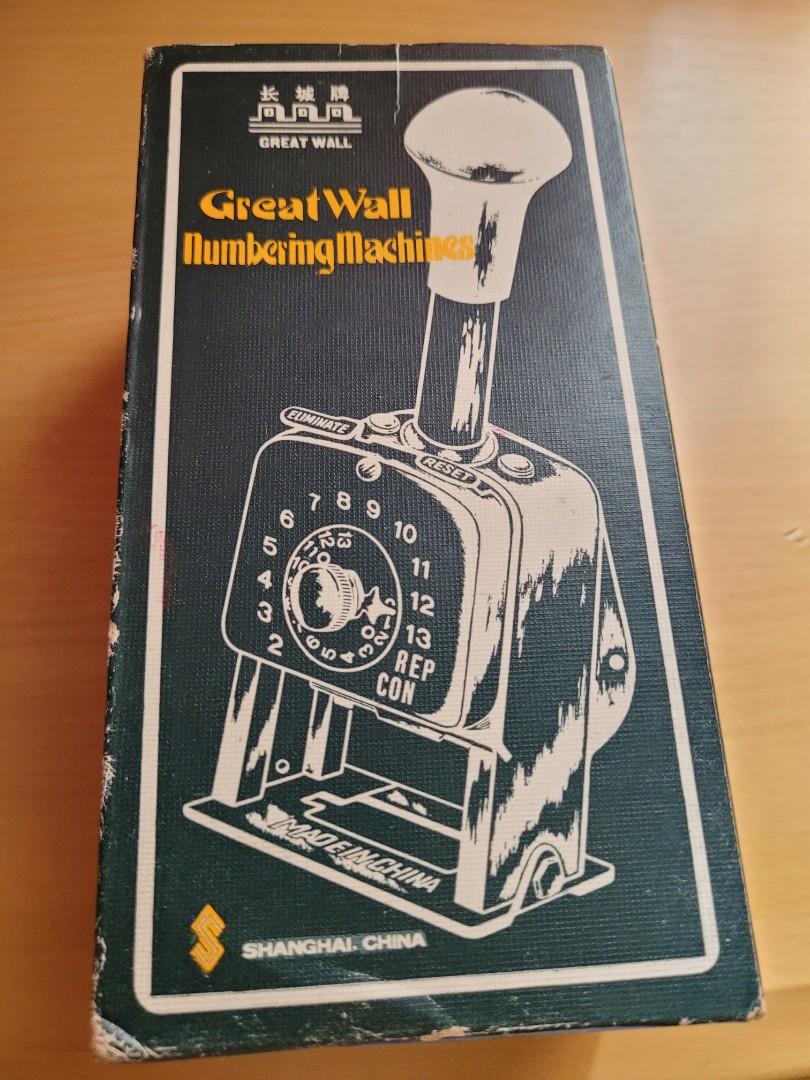 长城牌
GREAT WALL
Great Wall
Numbering Machines
ELIMINATE
RESET
7 8 9
6 10
5 11
4 12
3 13
2 REP
CON
MADE IN CHINA
SHANGHAI. CHINA